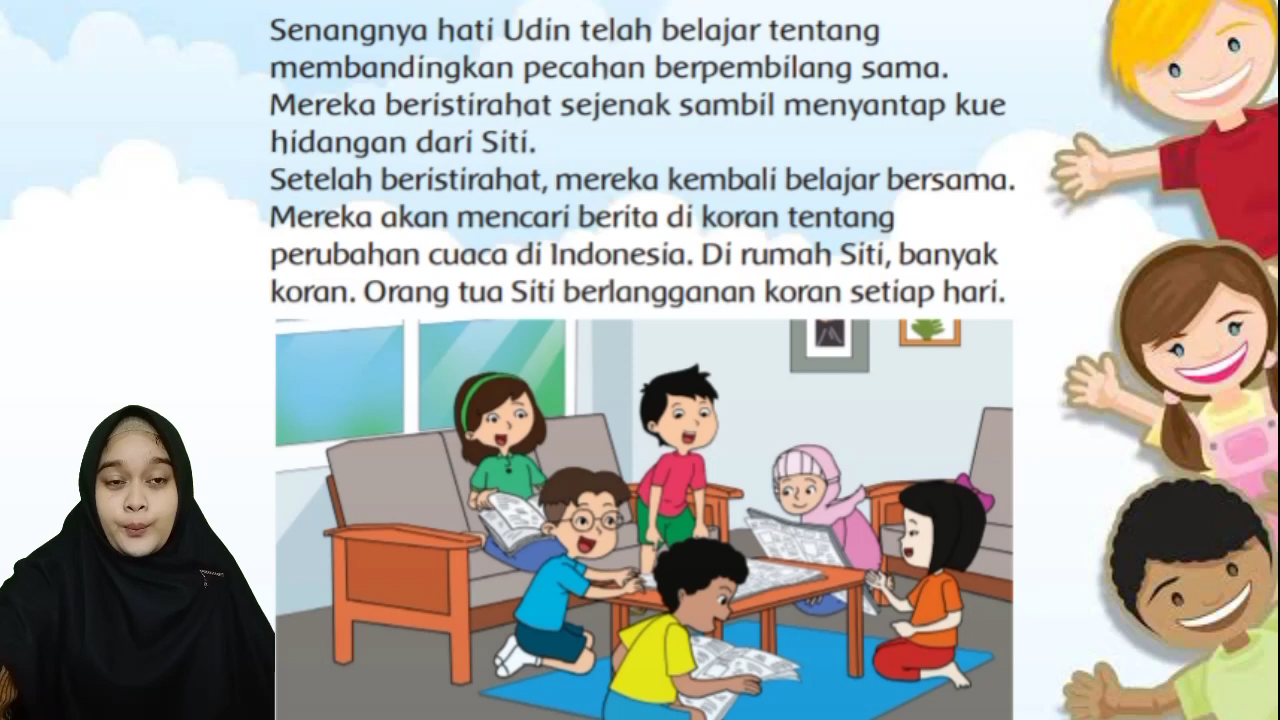 Senangnya hati Udin telah belajar tentang
membandingkan pecahan berpembilang sama.
Mereka beristirahat sejenak sambil menyantap kue
hidangan dari Siti.
Setelah beristirahat, mereka kembali belajar bersama.
Mereka akan mencari berita di koran tentang
perubahan cuaca di Indonesia. Di rumah Siti, banyak
koran. Orang tua Siti berlangganan koran setiap hari.